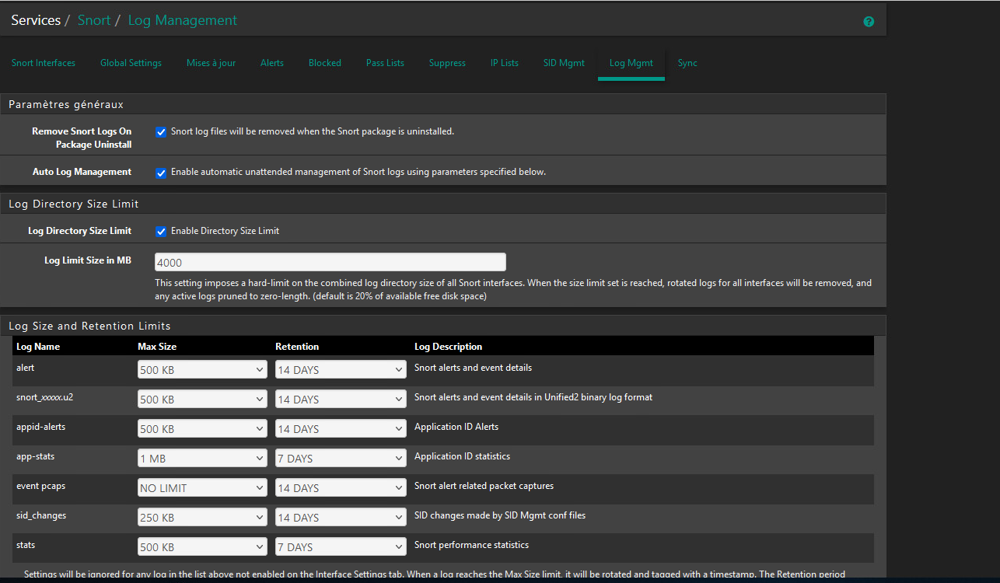 Services / Snort / Log Management
Snort Interfaces Global Settings Mises à jour Alerts Blocked Pass Lists Suppress IP Lists SID Mgmt Log Mgmt Sync
Paramètres généraux
Remove Snort Logs On Package Uninstall
Snort log files will be removed when the Snort package is uninstalled.
Auto Log Management
Enable automatic unattended management of Snort logs using parameters specified below.
Log Directory Size Limit
Log Directory Size Limit
Enable Directory Size Limit
Log Limit Size in MB
4000
This setting imposes a hard-limit on the combined log directory size of all Snort interfaces. When the size limit set is reached, rotated logs for all interfaces will be removed, and
any active logs pruned to zero-length. (default is 20% of available free disk space)
Log Size and Retention Limits
Log Name Max Size Retention Log Description
alert 500 KB 14 DAYS Snort alerts and event details
snort_xxxxx.u2 500 KB 14 DAYS Snort alerts and event details in Unified2 binary log format
appid-alerts 500 KB 14 DAYS Application ID Alerts
app-stats 1 MB 7 DAYS Application ID statistics
event pcaps NO LIMIT 14 DAYS Snort alert related packet captures
sid_changes 250 KB 14 DAYS SID changes made by SID Mgmt conf files
stats 500 KB 7 DAYS Snort performance statistics
Settings will be ignored for any log in the list above not enabled on the Interface Settings tab. When a log reaches the Max Size limit, it will be rotated and tagged with a timestamp. The Retention period